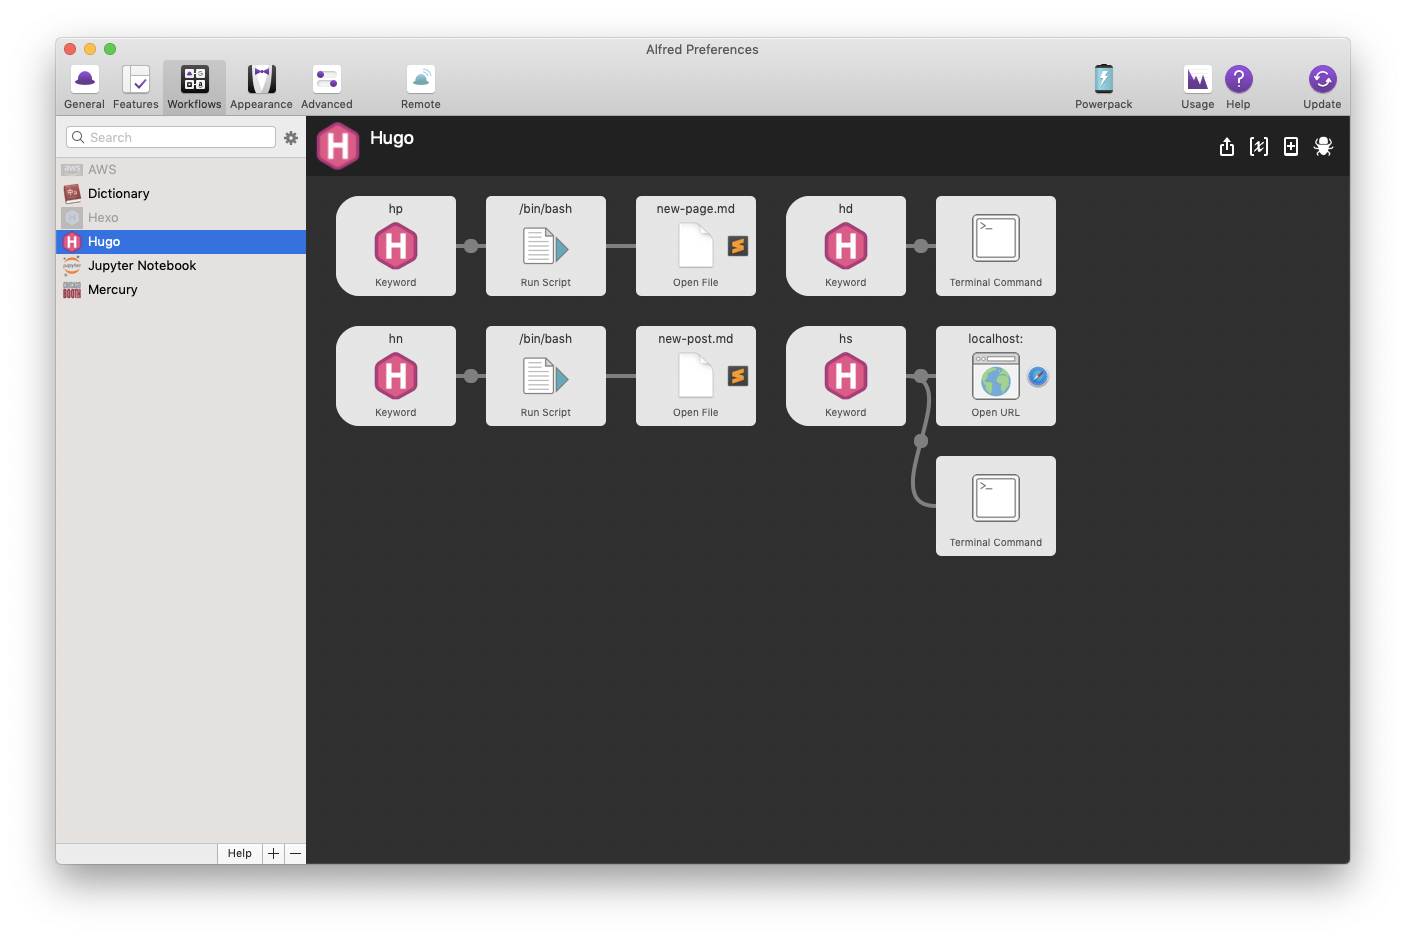 Alfred Preferences
General
Features
Workflows
Appearance
Advanced
Remote
Powerpack
Usage
Help
Update
Search
AWS
Dictionary
Hexo
Hugo
Jupyter Notebook
Mercury
Help
Hugo
hp
Keyword
/bin/bash
Run Script
new-page.md
Open File
hd
Keyword
Terminal Command
hn
Keyword
/bin/bash
Run Script
new-post.md
Open File
hs
Keyword
localhost:
Open URL
Terminal Command